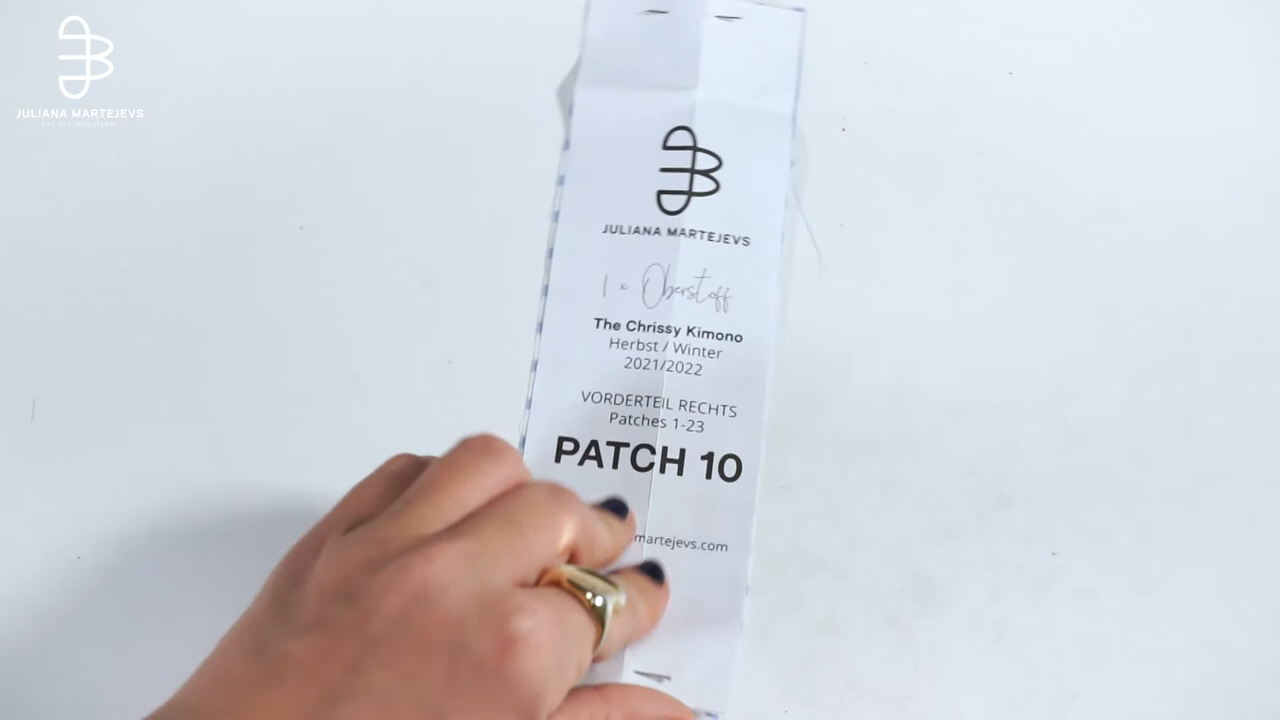 JULIANA MARTEJEVS
JULIANA MARTEJEVS
1 x Oberstoff
The Chrissy Kimono
Herbst / Winter
2021/2022
VORDERTEIL RECHTS
Patches 1-23
PATCH 10
martejevs.com